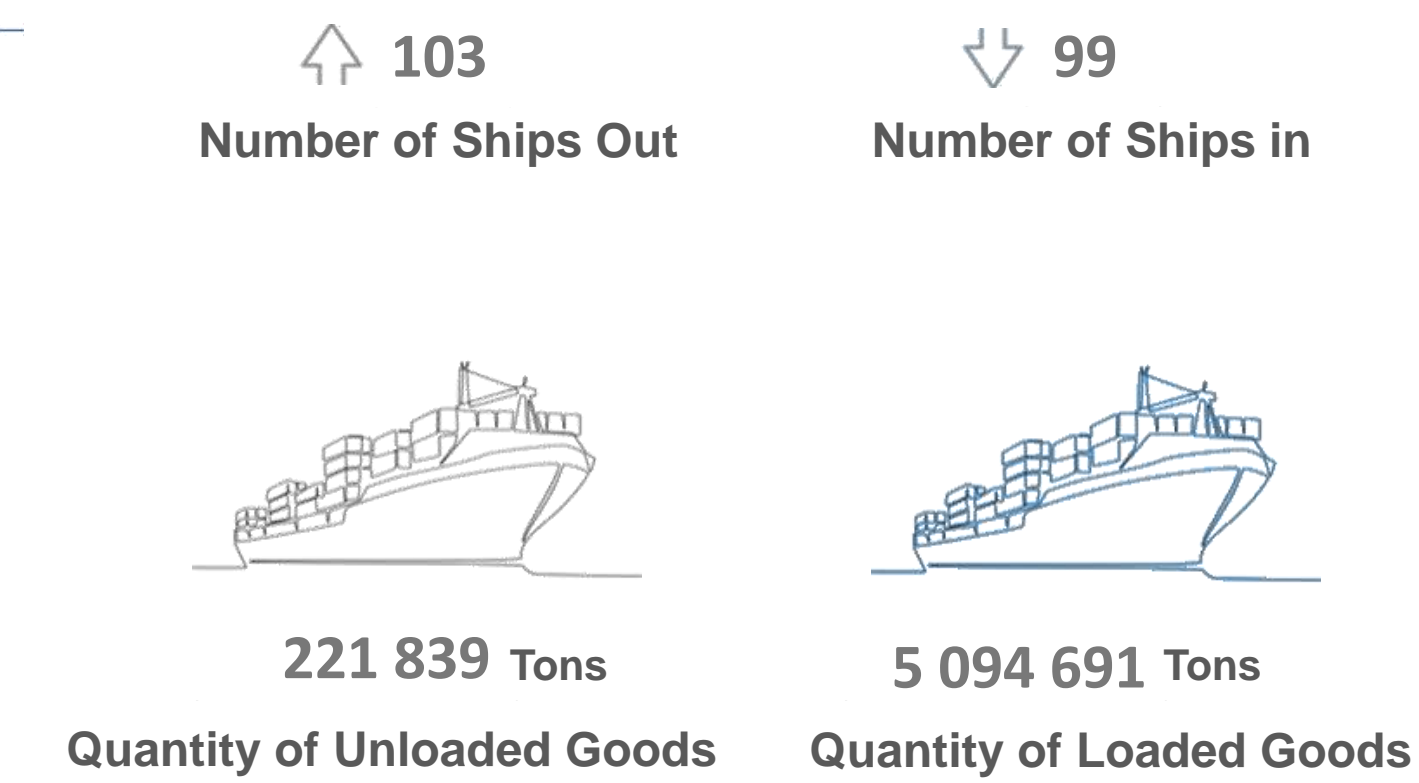 103
Number of Ships Out
99
Number of Ships in
221 839 Tons
Quantity of Unloaded Goods
5 094 691 Tons
Quantity of Loaded Goods